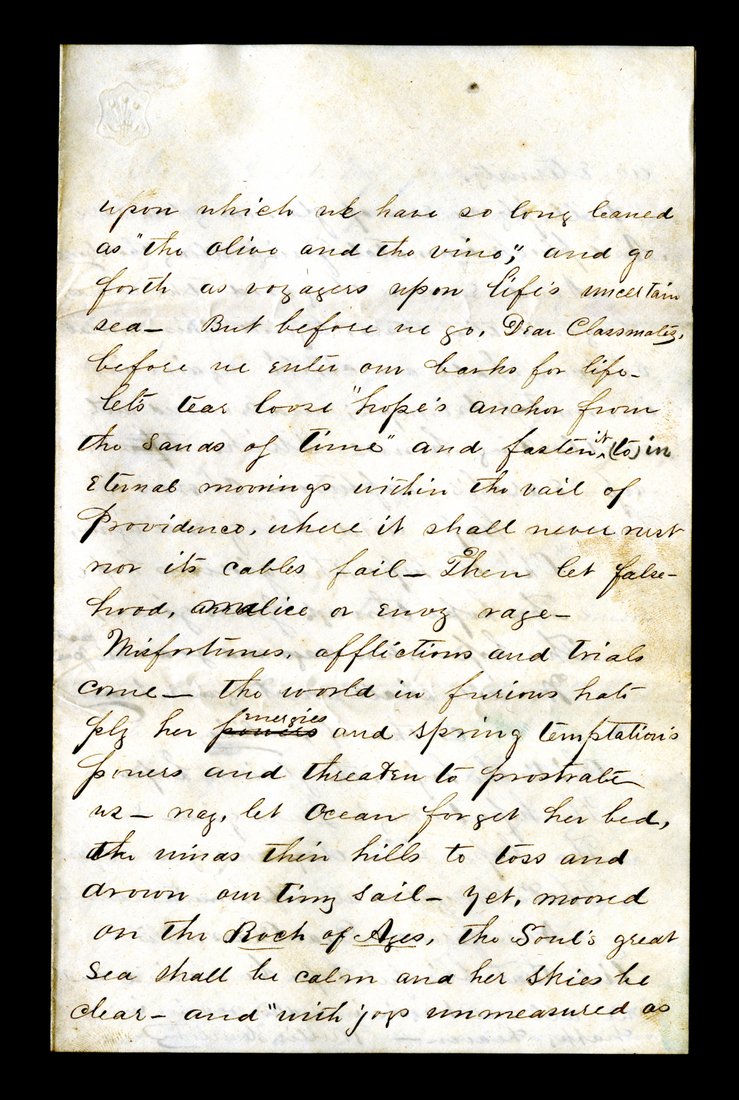 upon which we have so long leaned
as "the olive and the vine", and go
forth as voyagers upon life's uncertain
sea— But before we go, Dear Classmates,
before we enter our barks for life—
let's tear loose "hope's anchor from
the sands of time" and fasten it (to) in
Eternal moorings within the vail of
Providence, where it shall never rust
nor its cables fail— Then let false-
hood, malice or envy rage—
Misfortunes, afflictions and trials
come— the world in furious hate
ply her powers energies and spring temptation's
powers and threaten to prostrate
us— nay, let Ocean forget her bed,
the winds their hills to toss and
drown our tiny sail— yet, moored
on the Rock of Ages, the Soul's great
Sea shall be calm and her skies be
clear— and "with joys unmeasured as